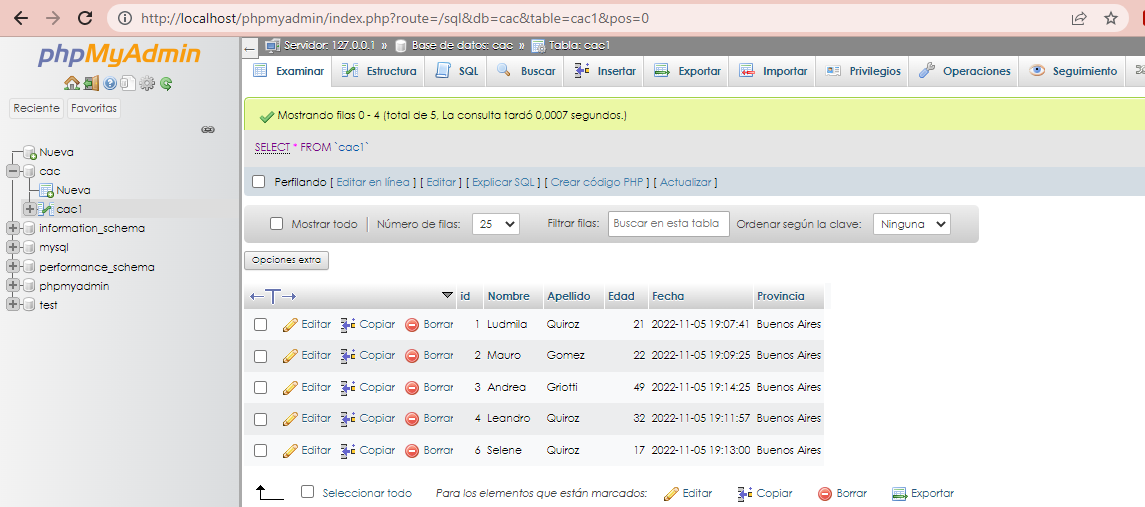 http://localhost/phpmyadmin/index.php?route=/sql&db=cac&table=cac1&pos=0
phpMyAdmin
Reciente Favoritas
Nueva
cac
Nueva
cac1
information_schema
mysql
performance_schema
phpmyadmin
test
Servidor: 127.0.0.1 » Base de datos: cac » Tabla: cac1
Examinar Estructura SQL Buscar Insertar Exportar Importar Privilegios Operaciones Seguimiento
Mostrando filas 0 - 4 (total de 5, La consulta tardó 0,0007 segundos.)
SELECT * FROM `cac1`
Perfilando [ Editar en línea ] [ Editar ] [ Explicar SQL ] [ Crear código PHP ] [ Actualizar ]
Mostrar todo | Número de filas: 25 Filtrar filas: Buscar en esta tabla Ordenar según la clave: Ninguna
Opciones extra
←T→ id Nombre Apellido Edad Fecha Provincia
Editar Copiar Borrar 1 Ludmila Quiroz 21 2022-11-05 19:07:41 Buenos Aires
Editar Copiar Borrar 2 Mauro Gomez 22 2022-11-05 19:09:25 Buenos Aires
Editar Copiar Borrar 3 Andrea Griotti 49 2022-11-05 19:14:25 Buenos Aires
Editar Copiar Borrar 4 Leandro Quiroz 32 2022-11-05 19:11:57 Buenos Aires
Editar Copiar Borrar 6 Selene Quiroz 17 2022-11-05 19:13:00 Buenos Aires
Seleccionar todo Para los elementos que están marcados: Editar Copiar Borrar Exportar